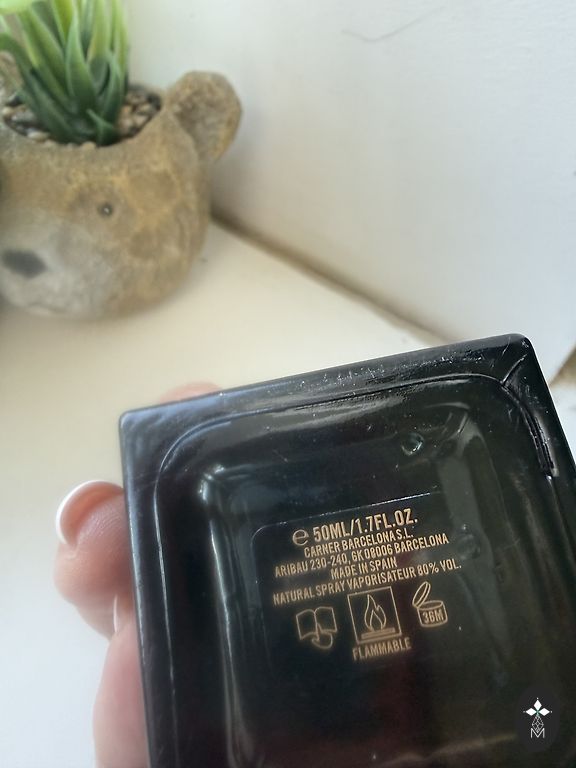 ℮ 50ML/1.7FL.OZ.
CARNER BARCELONA S.L.
ARIBAU 230-240, 6K 08006 BARCELONA
MADE IN SPAIN
NATURAL SPRAY VAPORISATEUR 80% VOL.
36M
FLAMMABLE
M